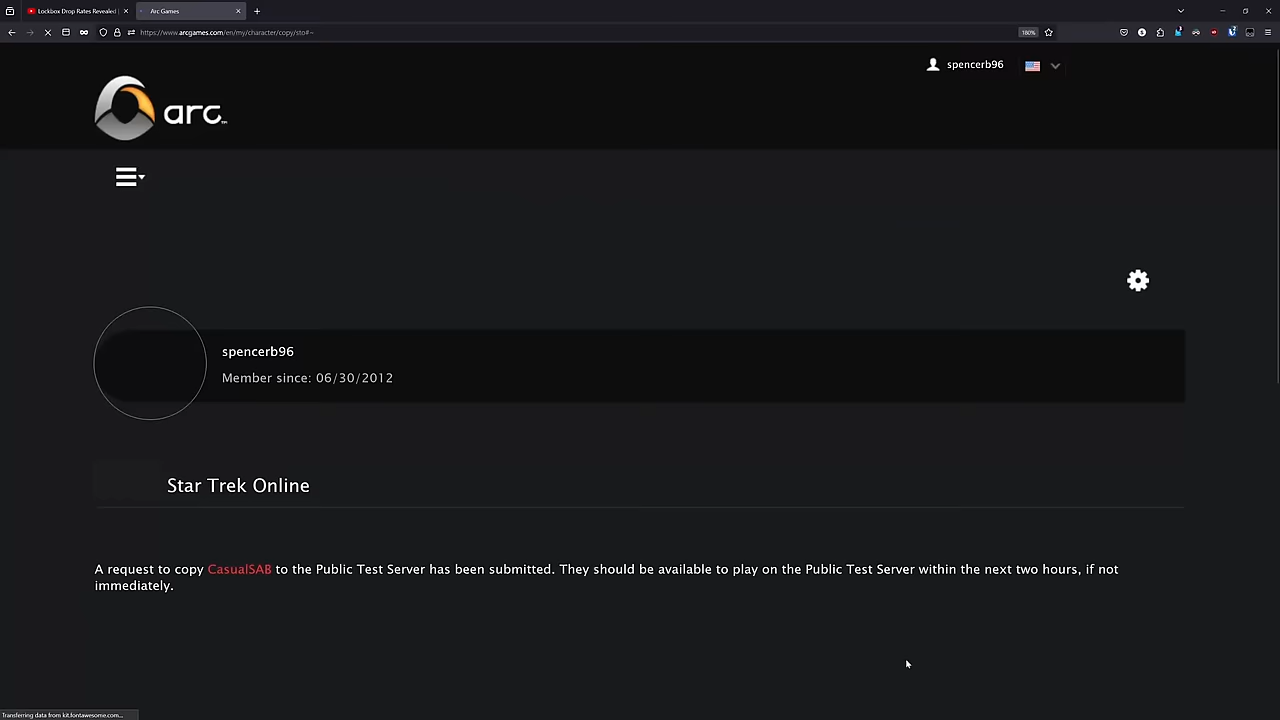 Lockbox Drop Rates Revealed |
Arc Games
https://www.arcgames.com/en/my/character/copy/sto#~
180%
spencerb96
arc™
spencerb96
Member since: 06/30/2012
Star Trek Online
A request to copy CasualSAB to the Public Test Server has been submitted. They should be available to play on the Public Test Server within the next two hours, if not
immediately.
Transferring data from kit.fontawesome.com...